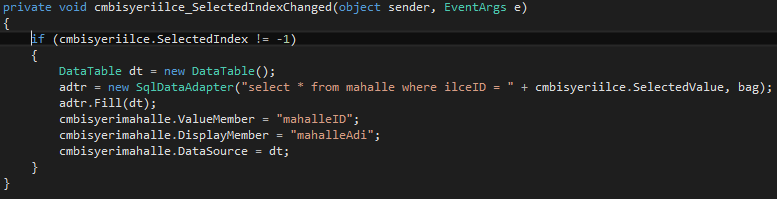 private void cmbisyeriilce_SelectedIndexChanged(object sender, EventArgs e)
{
if (cmbisyeriilce.SelectedIndex != -1)
{
DataTable dt = new DataTable();
adtr = new SqlDataAdapter("select * from mahalle where ilceID = " + cmbisyeriilce.SelectedValue, bag);
adtr.Fill(dt);
cmbisyerimahalle.ValueMember = "mahalleID";
cmbisyerimahalle.DisplayMember = "mahalleAdi";
cmbisyerimahalle.DataSource = dt;
}
}